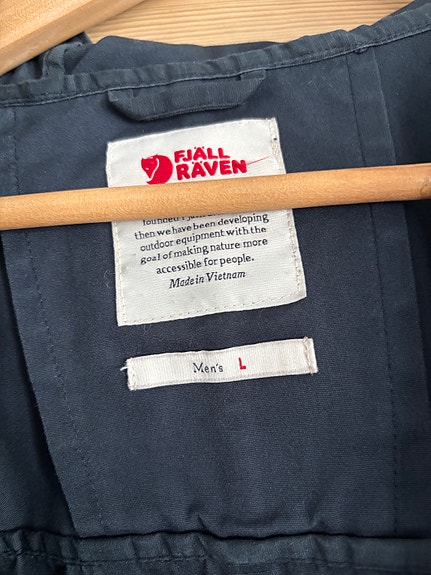 FJÄLL
RÄVEN
then we have been developing
outdoor equipment with the
goal of making nature more
accessible for people.
Made in Vietnam
Men's L